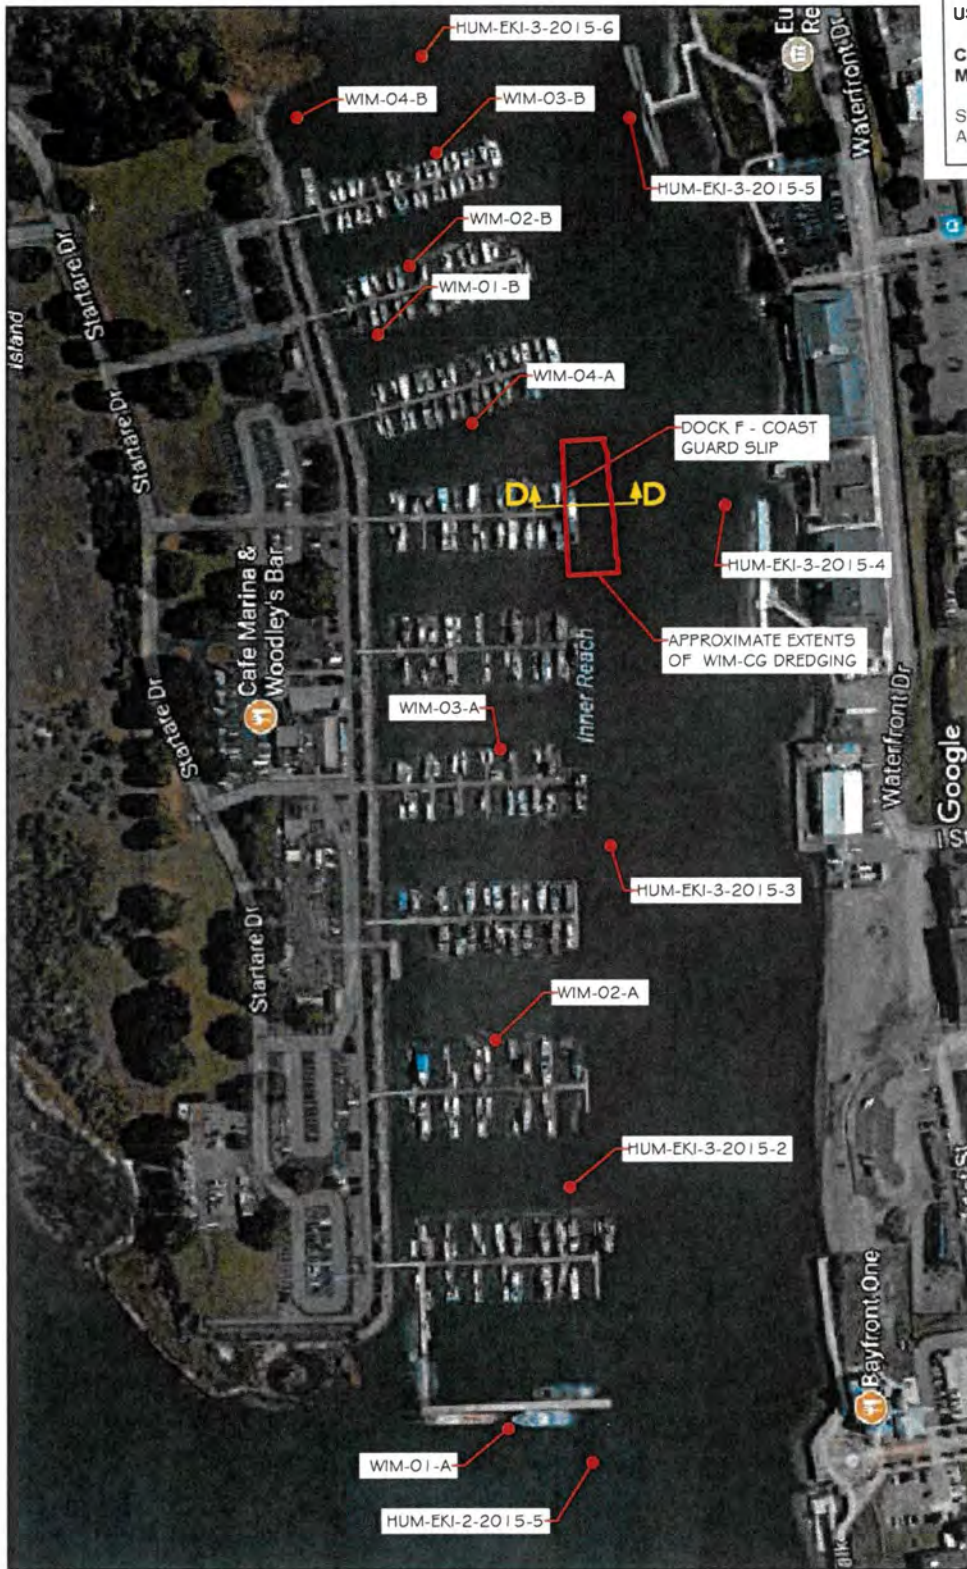 HUM-EKI-3-2015-6
WIM-04-B
WIM-03-B
HUM-EKI-3-2015-5
WIM-02-B
WIM-01-B
WIM-04-A
DOCK F - COAST
GUARD SLIP
D
D
HUM-EKI-3-2015-4
APPROXIMATE EXTENTS
OF WIM-CG DREDGING
WIM-03-A
HUM-EKI-3-2015-3
WIM-02-A
HUM-EKI-3-2015-2
WIM-01-A
HUM-EKI-2-2015-5
Island
Startare Dr
Startare Dr
Startare Dr
Startare Dr
Startare Dr
Cafe Marina &
Woodley's Bar
Inner Reach
Eu
Re
Waterfront Dr
Waterfront Dr
Google
Bayfront One